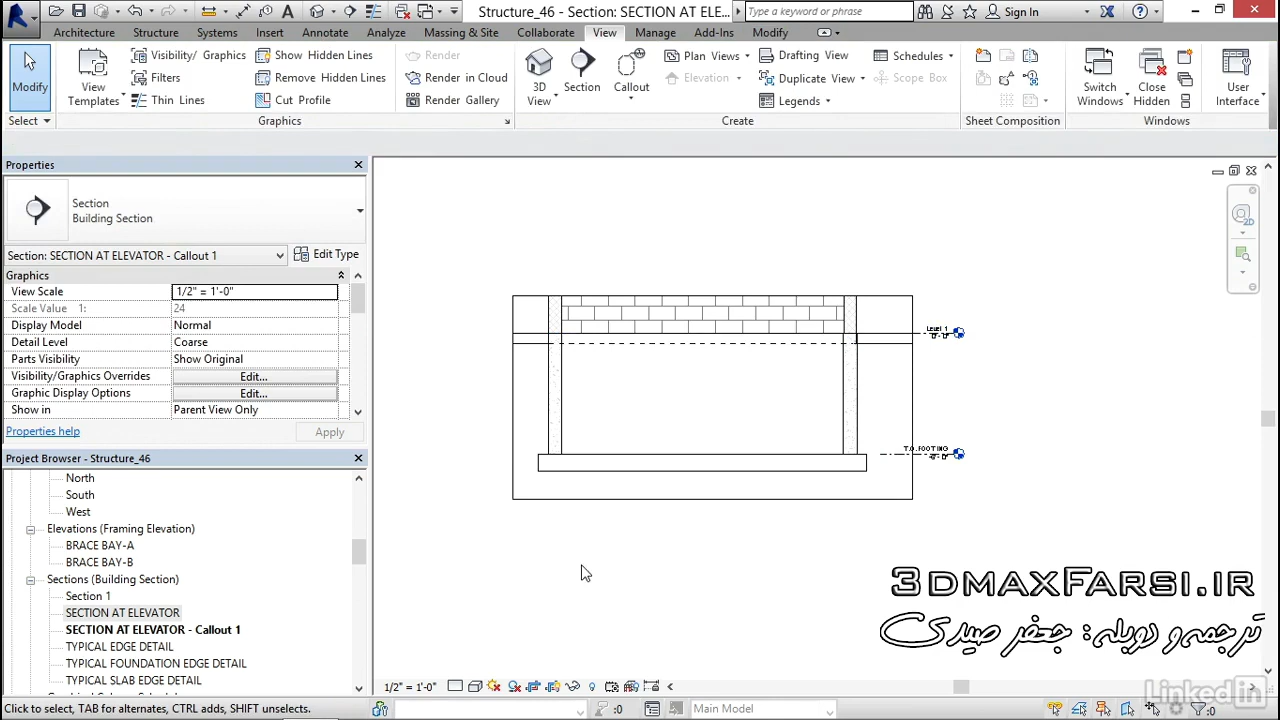 Structure_46 - Section: SECTION AT ELE...
Type a keyword or phrase
Sign In
Architecture Structure Systems Insert Annotate Analyze Massing & Site Collaborate View Manage Add-Ins Modify
Modify
View Templates
Visibility/ Graphics
Filters
Thin Lines
Show Hidden Lines
Remove Hidden Lines
Cut Profile
Render
Render in Cloud
Render Gallery
3D View
Section
Callout
Plan Views
Elevation
Drafting View
Duplicate View
Legends
Schedules
Scope Box
Switch Windows
Close Hidden
User Interface
Select
Graphics
Create
Sheet Composition
Windows
Properties
Section
Building Section
Section: SECTION AT ELEVATOR - Callout 1
Edit Type
Graphics
View Scale 1/2" = 1'-0"
Scale Value 1: 24
Display Model Normal
Detail Level Coarse
Parts Visibility Show Original
Visibility/Graphics Overrides Edit...
Graphic Display Options Edit...
Show in Parent View Only
Properties help
Apply
Project Browser - Structure_46
North
South
West
Elevations (Framing Elevation)
BRACE BAY-A
BRACE BAY-B
Sections (Building Section)
Section 1
SECTION AT ELEVATOR
SECTION AT ELEVATOR - Callout 1
TYPICAL EDGE DETAIL
TYPICAL FOUNDATION EDGE DETAIL
TYPICAL SLAB EDGE DETAIL
Level 1
T.O. FOOTING
2D
3DMAXFARSI.IR
ترجمه و دوبله: جعفر صیدی
LinkedIn
1/2" = 1'-0"
Click to select, TAB for alternates, CTRL adds, SHIFT unselects.
:0
Main Model
:0